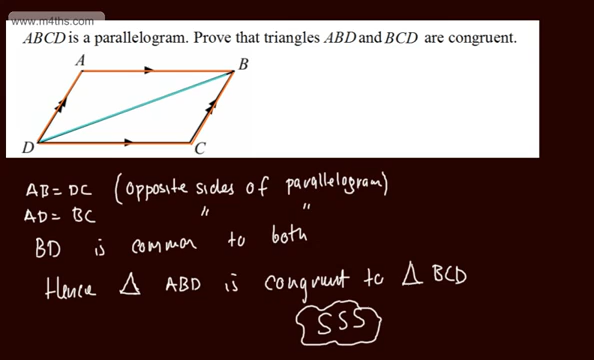 www.m4ths.com
ABCD is a parallelogram. Prove that triangles ABD and BCD are congruent.
A
B
D
C
AB = DC (opposite sides of parallelogram)
AD = BC " "
BD is common to both
Hence Δ ABD is congruent to Δ BCD
SSS